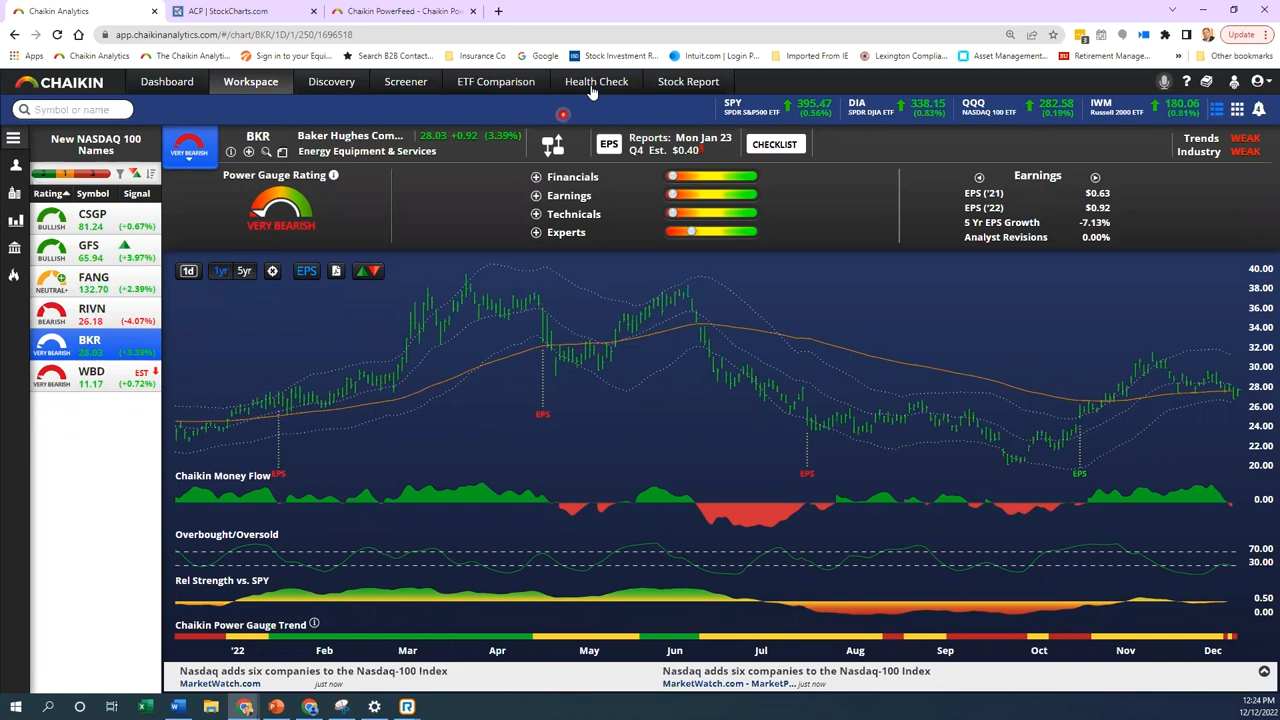 Chaikin Analytics
ACP | StockCharts.com
Chaikin PowerFeed - Chaikin Pow
app.chaikinanalytics.com/#/chart/BKR/1D/1/250/1696518
Update
Apps
Chaikin Analytics
The Chaikin Analyti...
Sign in to your Equi...
Search B2B Contact...
Insurance Co
Google
Stock Investment R...
Intuit.com | Login P...
Imported From IE
Lexington Complia...
Asset Management...
Retirement Manage...
Other bookmarks
CHAIKIN
Dashboard
Workspace
Discovery
Screener
ETF Comparison
Health Check
Stock Report
Symbol or name
SPY 395.47
SPDR S&P500 ETF (0.56%)
DIA 338.15
SPDR DJIA ETF (0.83%)
QQQ 282.58
NASDAQ 100 ETF (0.19%)
IWM 180.06
Russell 2000 ETF (0.81%)
New NASDAQ 100
Names
Rating Symbol Signal
CSGP
BULLISH 81.24 (+0.67%)
GFS
BULLISH 65.94 (+3.97%)
FANG
NEUTRAL+ 132.70 (+2.39%)
RIVN
BEARISH 26.18 (-4.07%)
BKR
VERY BEARISH 28.03 (+3.39%)
WBD EST
VERY BEARISH 11.17 (+0.72%)
VERY BEARISH
BKR Baker Hughes Com... 28.03 +0.92 (3.39%)
Energy Equipment & Services
EPS
Reports: Mon Jan 23
Q4 Est. $0.40
CHECKLIST
Trends WEAK
Industry WEAK
Power Gauge Rating
VERY BEARISH
Financials
Earnings
Technicals
Experts
Earnings
EPS ('21) $0.63
EPS ('22) $0.92
5 Yr EPS Growth -7.13%
Analyst Revisions 0.00%
1d
1yr
5yr
EPS
40.00
38.00
36.00
34.00
32.00
30.00
28.00
26.00
24.00
22.00
20.00
EPS
EPS
EPS
EPS
Chaikin Money Flow
0.00
Overbought/Oversold
70.00
30.00
Rel Strength vs. SPY
0.50
0.00
Chaikin Power Gauge Trend
'22 Feb Mar Apr May Jun Jul Aug Sep Oct Nov Dec
Nasdaq adds six companies to the Nasdaq-100 Index
MarketWatch.com just now
Nasdaq adds six companies to the Nasdaq-100 Index
MarketWatch.com - MarketP... just now
12:24 PM
12/12/2022